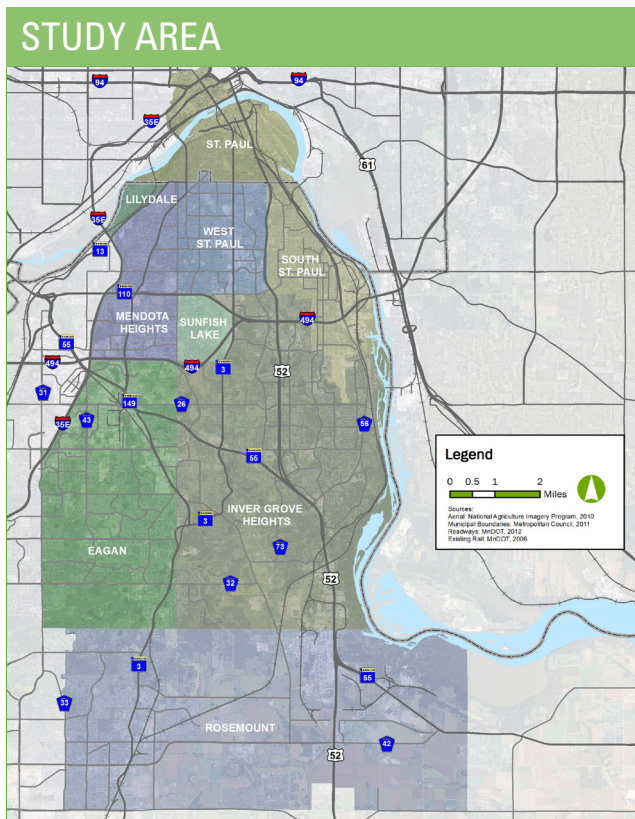 STUDY AREA
94
94
35E
61
ST. PAUL
LILYDALE
35E
WEST
ST. PAUL
13
SOUTH
ST. PAUL
110
MENDOTA
HEIGHTS
SUNFISH
LAKE
494
55
494
494
3
52
31
149
26
43
35E
56
55
Legend
0 0.5 1 2
Miles
Sources:
Aerial: National Agriculture Imagery Program, 2010
Municipal Boundaries: Metropolitan Council, 2011
Roadways: MnDOT, 2012
Existing Rail: MnDOT, 2006
INVER GROVE
HEIGHTS
3
EAGAN
73
32
52
3
55
33
ROSEMOUNT
42
52